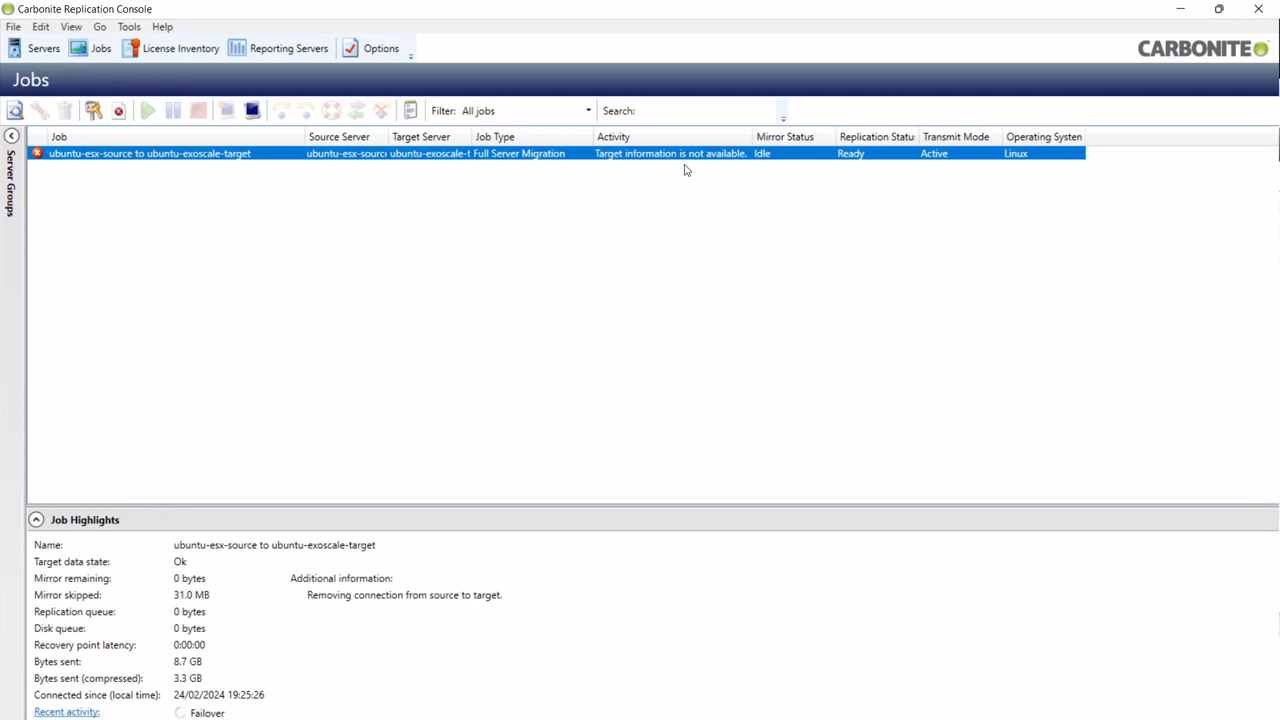 Carbonite Replication Console
File Edit View Go Tools Help
Servers Jobs License Inventory Reporting Servers Options CARBONITE
Jobs
Filter: All jobs Search:
Server Groups
Job Source Server Target Server Job Type Activity Mirror Status Replication Statu Transmit Mode Operating Systen
ubuntu-esx-source to ubuntu-exoscale-target ubuntu-esx-sourc ubuntu-exoscale-t Full Server Migration Target information is not available. Idle Ready Active Linux
Job Highlights
Name: ubuntu-esx-source to ubuntu-exoscale-target
Target data state: Ok
Mirror remaining: 0 bytes Additional information:
Mirror skipped: 31.0 MB Removing connection from source to target.
Replication queue: 0 bytes
Disk queue: 0 bytes
Recovery point latency: 0:00:00
Bytes sent: 8.7 GB
Bytes sent (compressed): 3.3 GB
Connected since (local time): 24/02/2024 19:25:26
Recent activity: Failover